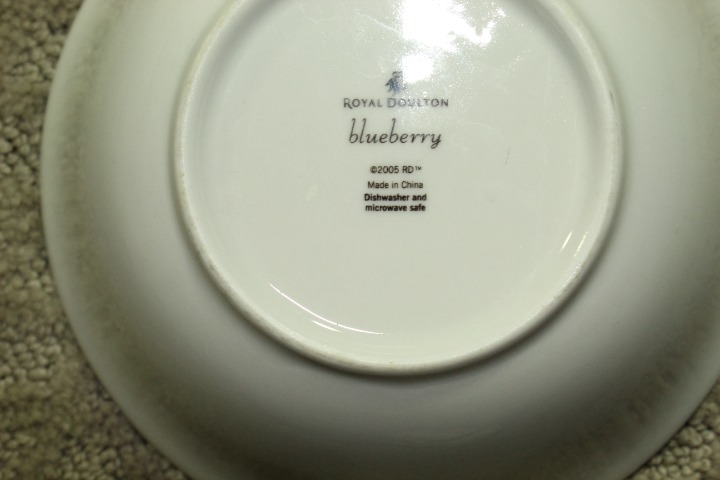 ROYAL DOULTON
blueberry
©2005 RD™
Made in China
Dishwasher and
microwave safe